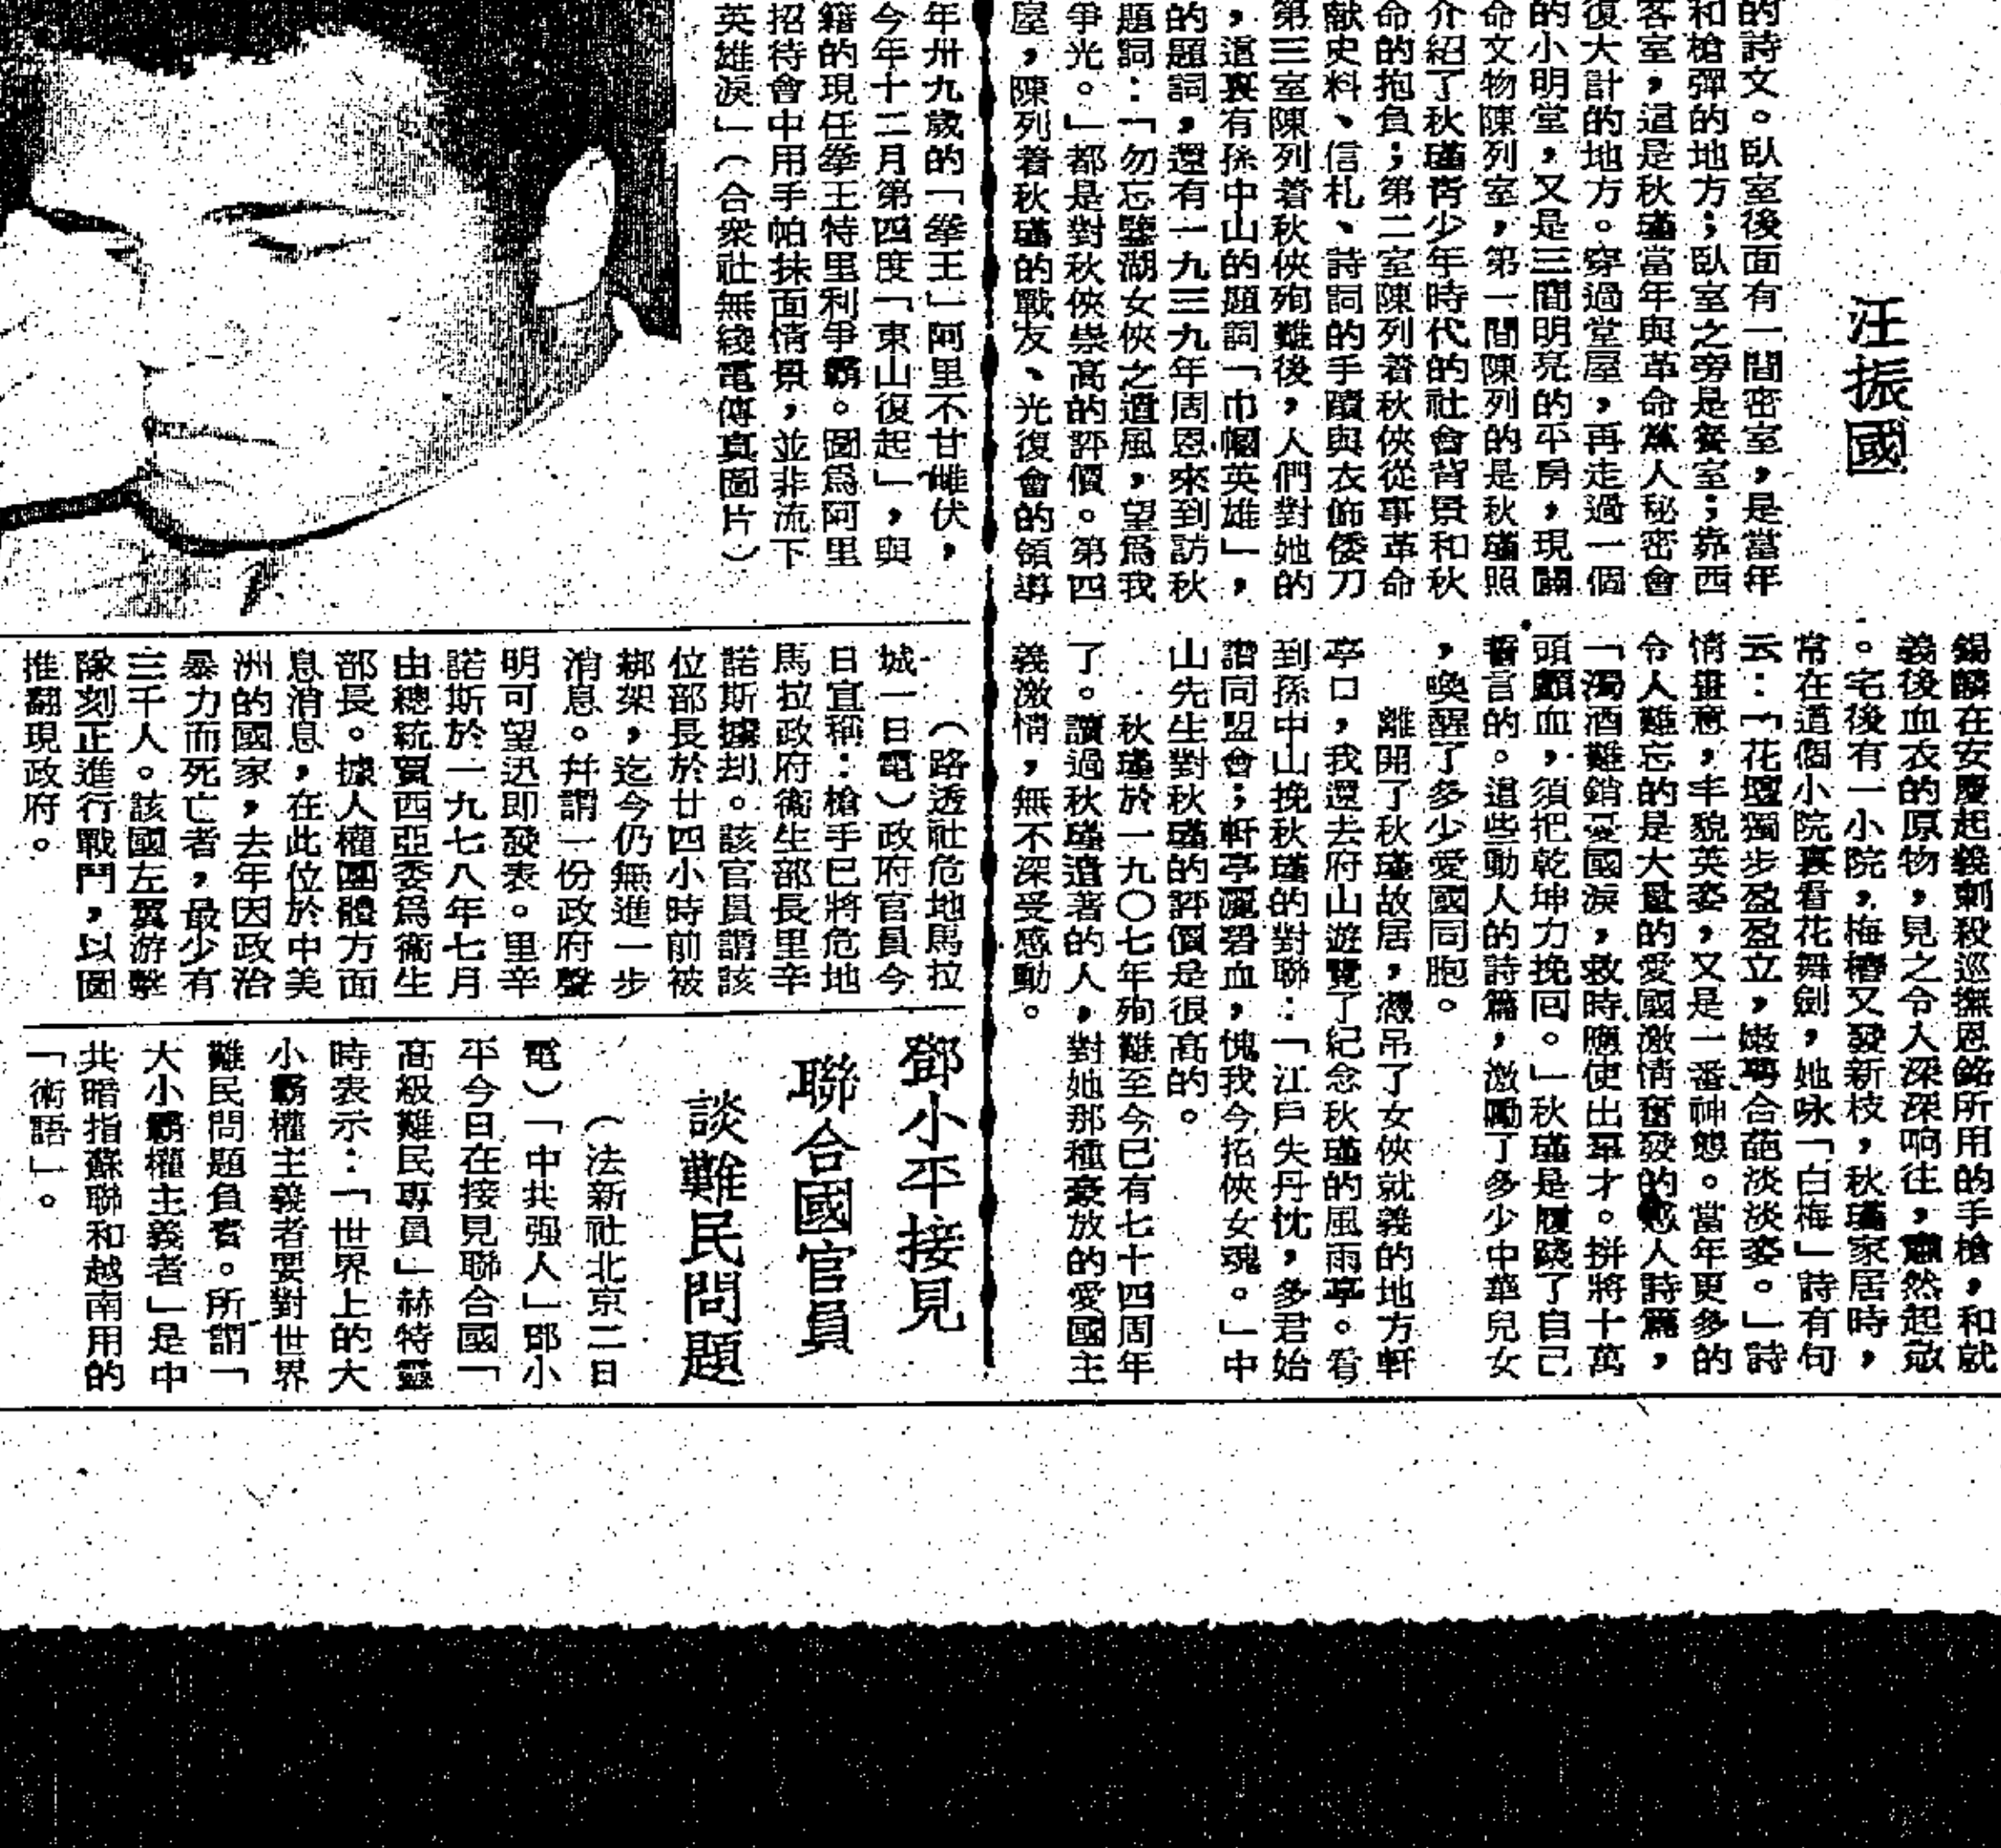 汪振國
的詩文。臥室後面有一間密室，是當年
和槍彈的地方；臥室之旁是餐室；靠西
客室，這是秋瑾當年與革命黨人秘密會
復大計的地方。穿過堂屋，再走過一個
的小明堂，又是三間明亮的平房，現闢
命文物陳列室，第一間陳列的是秋瑾照
介紹了秋瑾青少年時代的社會背景和秋
命的抱負；第二室陳列着秋俠從事革命
献史料、信札、詩詞的手蹟與衣飾倭刀
第三室陳列着秋俠殉難後，人們對她的
，這裏有孫中山的題詞「巾幗英雄」，
的題詞，還有一九三九年周恩來到訪秋
題詞：「勿忘鑒湖女俠之遺風，望爲我
爭光。」都是對秋俠崇高的評價。第四
屋，陳列着秋瑾的戰友、光復會的領導
錫麟在安慶起義刺殺巡撫恩銘所用的手槍，和就
義後血衣的原物，見之令人深深响往，肅然起敬
。宅後有一小院，梅樁又發新枝，秋瑾家居時，
常在這個小院裏看花舞劍，她咏「白梅」詩有句
云：「花壇獨步盈盈立，嫩萼合葩淡淡姿。」詩
情畫意，丰貌英姿，又是一番神態。當年更多的
令人難忘的是大量的愛國激情奮發的感人詩篇，
「濁酒難銷憂國淚，救時應使出羣才。拼將十萬
頭顱血，須把乾坤力挽回。」秋瑾是履踐了自己
誓言的。這些動人的詩篇，激勵了多少中華兒女
，喚醒了多少愛國同胞。
離開了秋瑾故居，憑吊了女俠就義的地方軒
亭口，我還去府山遊覽了紀念秋瑾的風雨亭。看
到孫中山挽秋瑾的對聯：「江戶失丹忱，多君始
讚同盟會；軒亭灑碧血，愧我今招俠女魂。」中
山先生對秋瑾的評價是很高的。
秋瑾於一九〇七年殉難至今已有七十四周年
了。讀過秋瑾遺著的人，對她那種豪放的愛國主
義激情，無不深受感動。
年卅九歲的「拳王」阿里不甘雌伏，
今年十二月第四度「東山復起」，與
籍的現任拳王特里利爭霸。圖爲阿里
招待會中用手帕抹面情景，並非流下
英雄淚」（合衆社無綫電傳真圖片）
（路透社危地馬拉
城一日電）政府官員今
日宣稱：槍手已將危地
馬拉政府衞生部長里辛
諾斯擄刦。該官員謂該
位部長於廿四小時前被
綁架，迄今仍無進一步
消息。幷謂一份政府聲
明可望迅即發表。里辛
諾斯於一九七八年七月
由總統賈西亞委爲衞生
部長。據人權團體方面
息消息，在此位於中美
洲的國家，去年因政治
暴力而死亡者，最少有
三千人。該國左翼游擊
隊刻正進行戰鬥，以圖
推翻現政府。
鄧小平接見
聯合國官員
談難民問題
（法新社北京二日
電）「中共强人」鄧小
平今日在接見聯合國「
高級難民專員」赫特靈
時表示：「世界上的大
小霸權主義者要對世界
難民問題負責。所謂「
大小霸權主義者」是中
共暗指蘇聯和越南用的
「術語」。